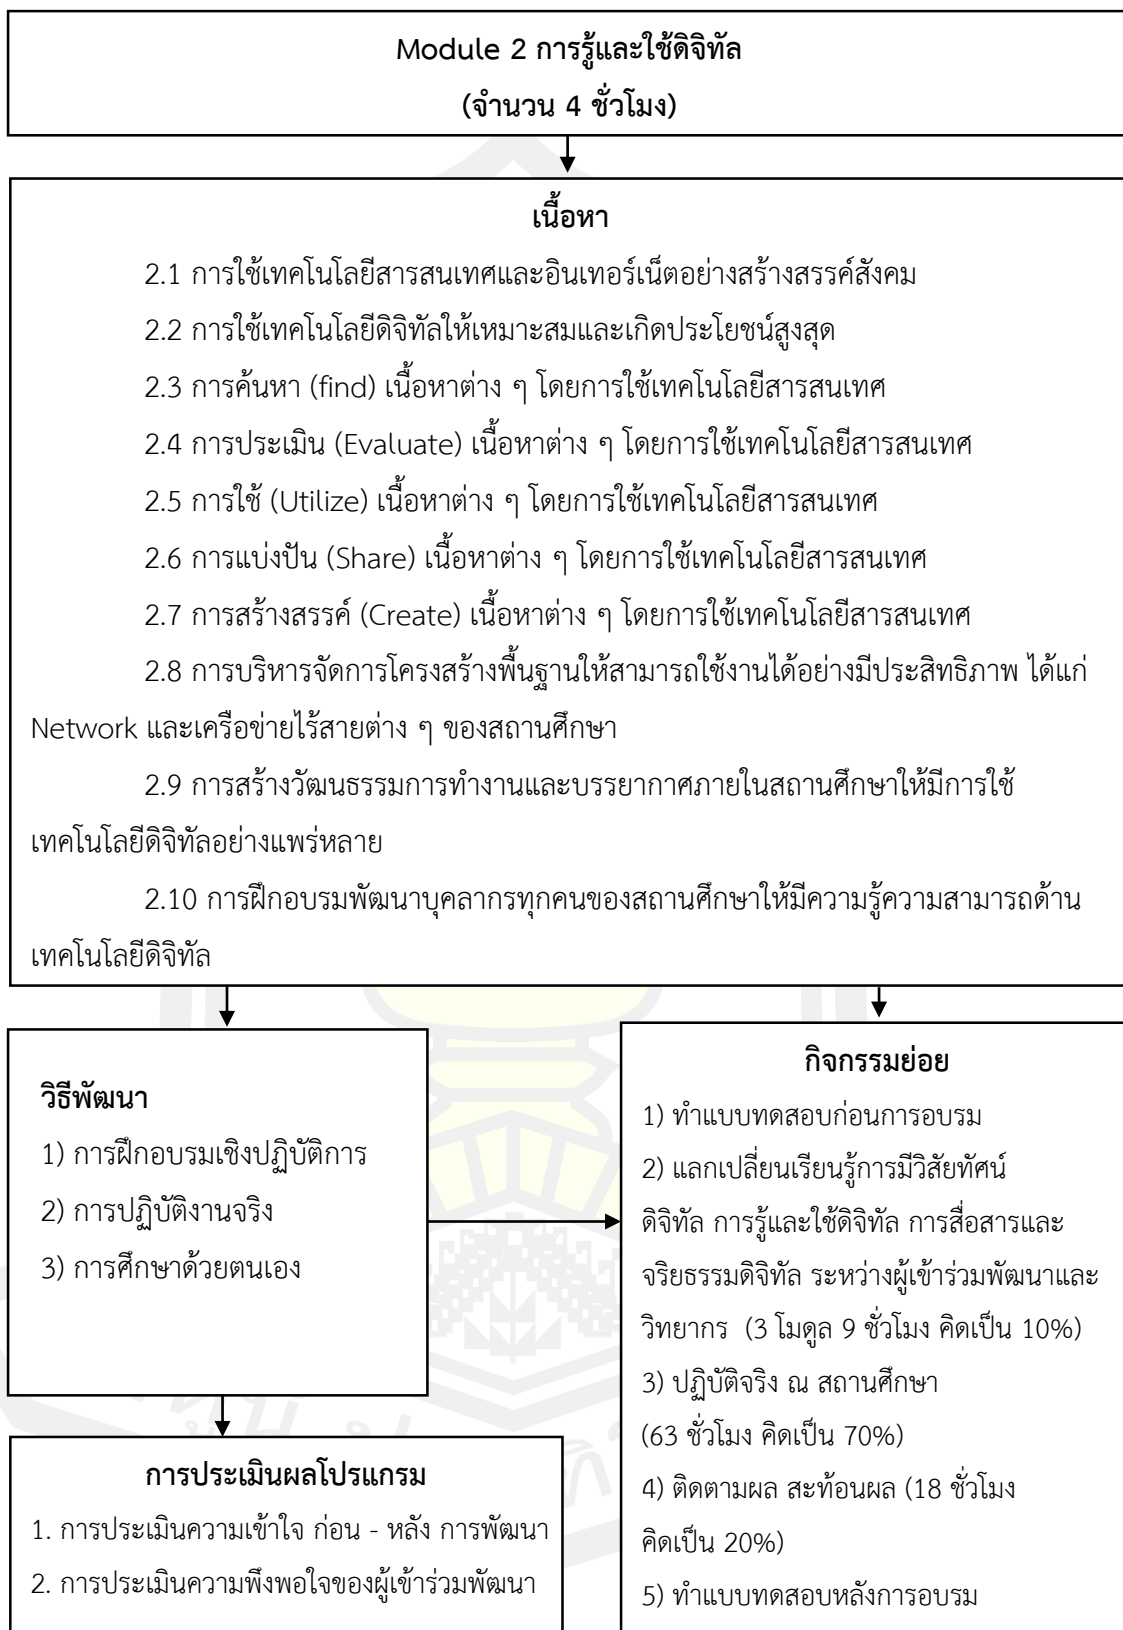 Module 2 การรู้และใช้ดิจิทัล
(จำนวน 4 ชั่วโมง)
เนื้อหา
2.1 การใช้เทคโนโลยีสารสนเทศและอินเทอร์เน็ตอย่างสร้างสรรค์สังคม
2.2 การใช้เทคโนโลยีดิจิทัลให้เหมาะสมและเกิดประโยชน์สูงสุด
2.3 การค้นหา (find) เนื้อหาต่าง ๆ โดยการใช้เทคโนโลยีสารสนเทศ
2.4 การประเมิน (Evaluate) เนื้อหาต่าง ๆ โดยการใช้เทคโนโลยีสารสนเทศ
2.5 การใช้ (Utilize) เนื้อหาต่าง ๆ โดยการใช้เทคโนโลยีสารสนเทศ
2.6 การแบ่งปัน (Share) เนื้อหาต่าง ๆ โดยการใช้เทคโนโลยีสารสนเทศ
2.7 การสร้างสรรค์ (Create) เนื้อหาต่าง ๆ โดยการใช้เทคโนโลยีสารสนเทศ
2.8 การบริหารจัดการโครงสร้างพื้นฐานให้สามารถใช้งานได้อย่างมีประสิทธิภาพ ได้แก่
Network และเครือข่ายไร้สายต่าง ๆ ของสถานศึกษา
2.9 การสร้างวัฒนธรรมการทำงานและบรรยากาศภายในสถานศึกษาให้มีการใช้
เทคโนโลยีดิจิทัลอย่างแพร่หลาย
2.10 การฝึกอบรมพัฒนาบุคลากรทุกคนของสถานศึกษาให้มีความรู้ความสามารถด้าน
เทคโนโลยีดิจิทัล
วิธีพัฒนา
1) การฝึกอบรมเชิงปฏิบัติการ
2) การปฏิบัติงานจริง
3) การศึกษาด้วยตนเอง
กิจกรรมย่อย
1) ทำแบบทดสอบก่อนการอบรม
2) แลกเปลี่ยนเรียนรู้การมีวิสัยทัศน์
ดิจิทัล การรู้และใช้ดิจิทัล การสื่อสารและ
จริยธรรมดิจิทัล ระหว่างผู้เข้าร่วมพัฒนาและ
วิทยากร (3 โมดูล 9 ชั่วโมง คิดเป็น 10%)
3) ปฏิบัติจริง ณ สถานศึกษา
(63 ชั่วโมง คิดเป็น 70%)
4) ติดตามผล สะท้อนผล (18 ชั่วโมง
คิดเป็น 20%)
5) ทำแบบทดสอบหลังการอบรม
การประเมินผลโปรแกรม
1. การประเมินความเข้าใจ ก่อน - หลัง การพัฒนา
2. การประเมินความพึงพอใจของผู้เข้าร่วมพัฒนา